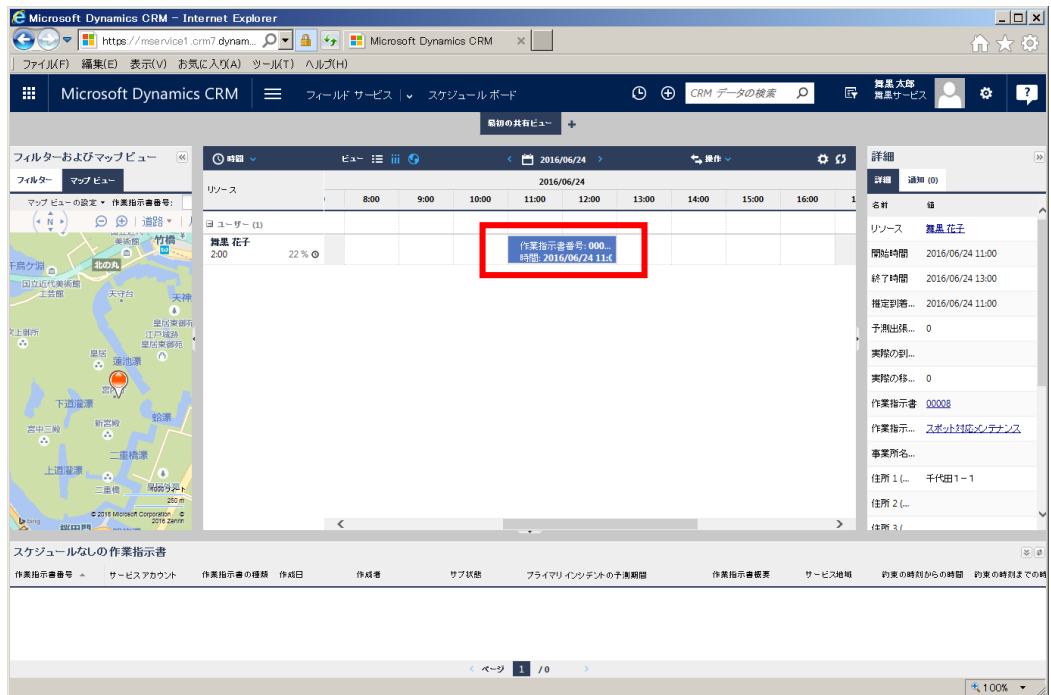 Microsoft Dynamics CRM - Internet Explorer
https://mservice1.crm7.dynam...
Microsoft Dynamics CRM
ファイル(F) 編集(E) 表示(V) お気に入り(A) ツール(T) ヘルプ(H)
Microsoft Dynamics CRM
フィールド サービス
スケジュール ボード
CRM データの検索
舞黒 太郎
舞黒サービス
最初の共有ビュー
フィルターおよびマップ ビュー
フィルター マップ ビュー
マップ ビューの設定 作業指示書番号:
N
道路
美術館
竹橋
北の丸
国立近代美術館
工芸館
天守台
天神
皇居東御苑
江戸城跡
皇居東御苑
皇居
蓮池濠
下道灌濠
宮中三殿
新宮殿
蛤濠
二重橋濠
上道灌濠
二重橋
250 m
© 2016 Microsoft Corporation ©
2016 Zenrin
bing
桜田門
時間
ビュー
2016/06/24
操作
リソース
2016/06/24
8:00 9:00 10:00 11:00 12:00 13:00 14:00 15:00 16:00 1
ユーザー (1)
舞黒 花子
2:00 22 %
作業指示書番号: 000...
時間: 2016/06/24 11:(
詳細
詳細 通知 (0)
名前 値
リソース 舞黒 花子
開始時間 2016/06/24 11:00
終了時間 2016/06/24 13:00
推定到着... 2016/06/24 11:00
予測出張... 0
実際の到...
実際の移... 0
作業指示書 00008
作業指示... スポット対応メンテナンス
事業所名...
住所 1 (... 千代田1-1
住所 2 (...
住所 3 (
スケジュールなしの作業指示書
作業指示書番号 サービス アカウント 作業指示書の種類 作成日 作成者 サブ状態 プライマリ インシデントの予測期間 作業指示書概要 サービス地域 約束の時刻からの時間 約束の時刻までの時
ページ 1 / 0
100%